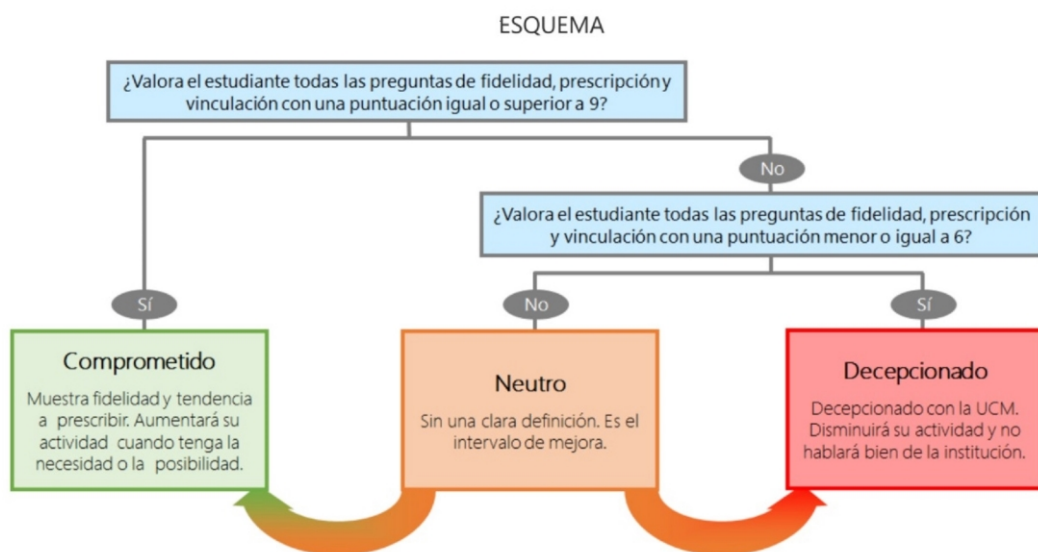 ESQUEMA
¿Valora el estudiante todas las preguntas de fidelidad, prescripción y
vinculación con una puntuación igual o superior a 9?
No
¿Valora el estudiante todas las preguntas de fidelidad, prescripción
y vinculación con una puntuación menor o igual a 6?
Sí
No
Sí
Comprometido
Muestra fidelidad y tendencia
a prescribir. Aumentará su
actividad cuando tenga la
necesidad o la posibilidad.
Neutro
Sin una clara definición. Es el
intervalo de mejora.
Decepcionado
Decepcionado con la UCM.
Disminuirá su actividad y no
hablará bien de la institución.